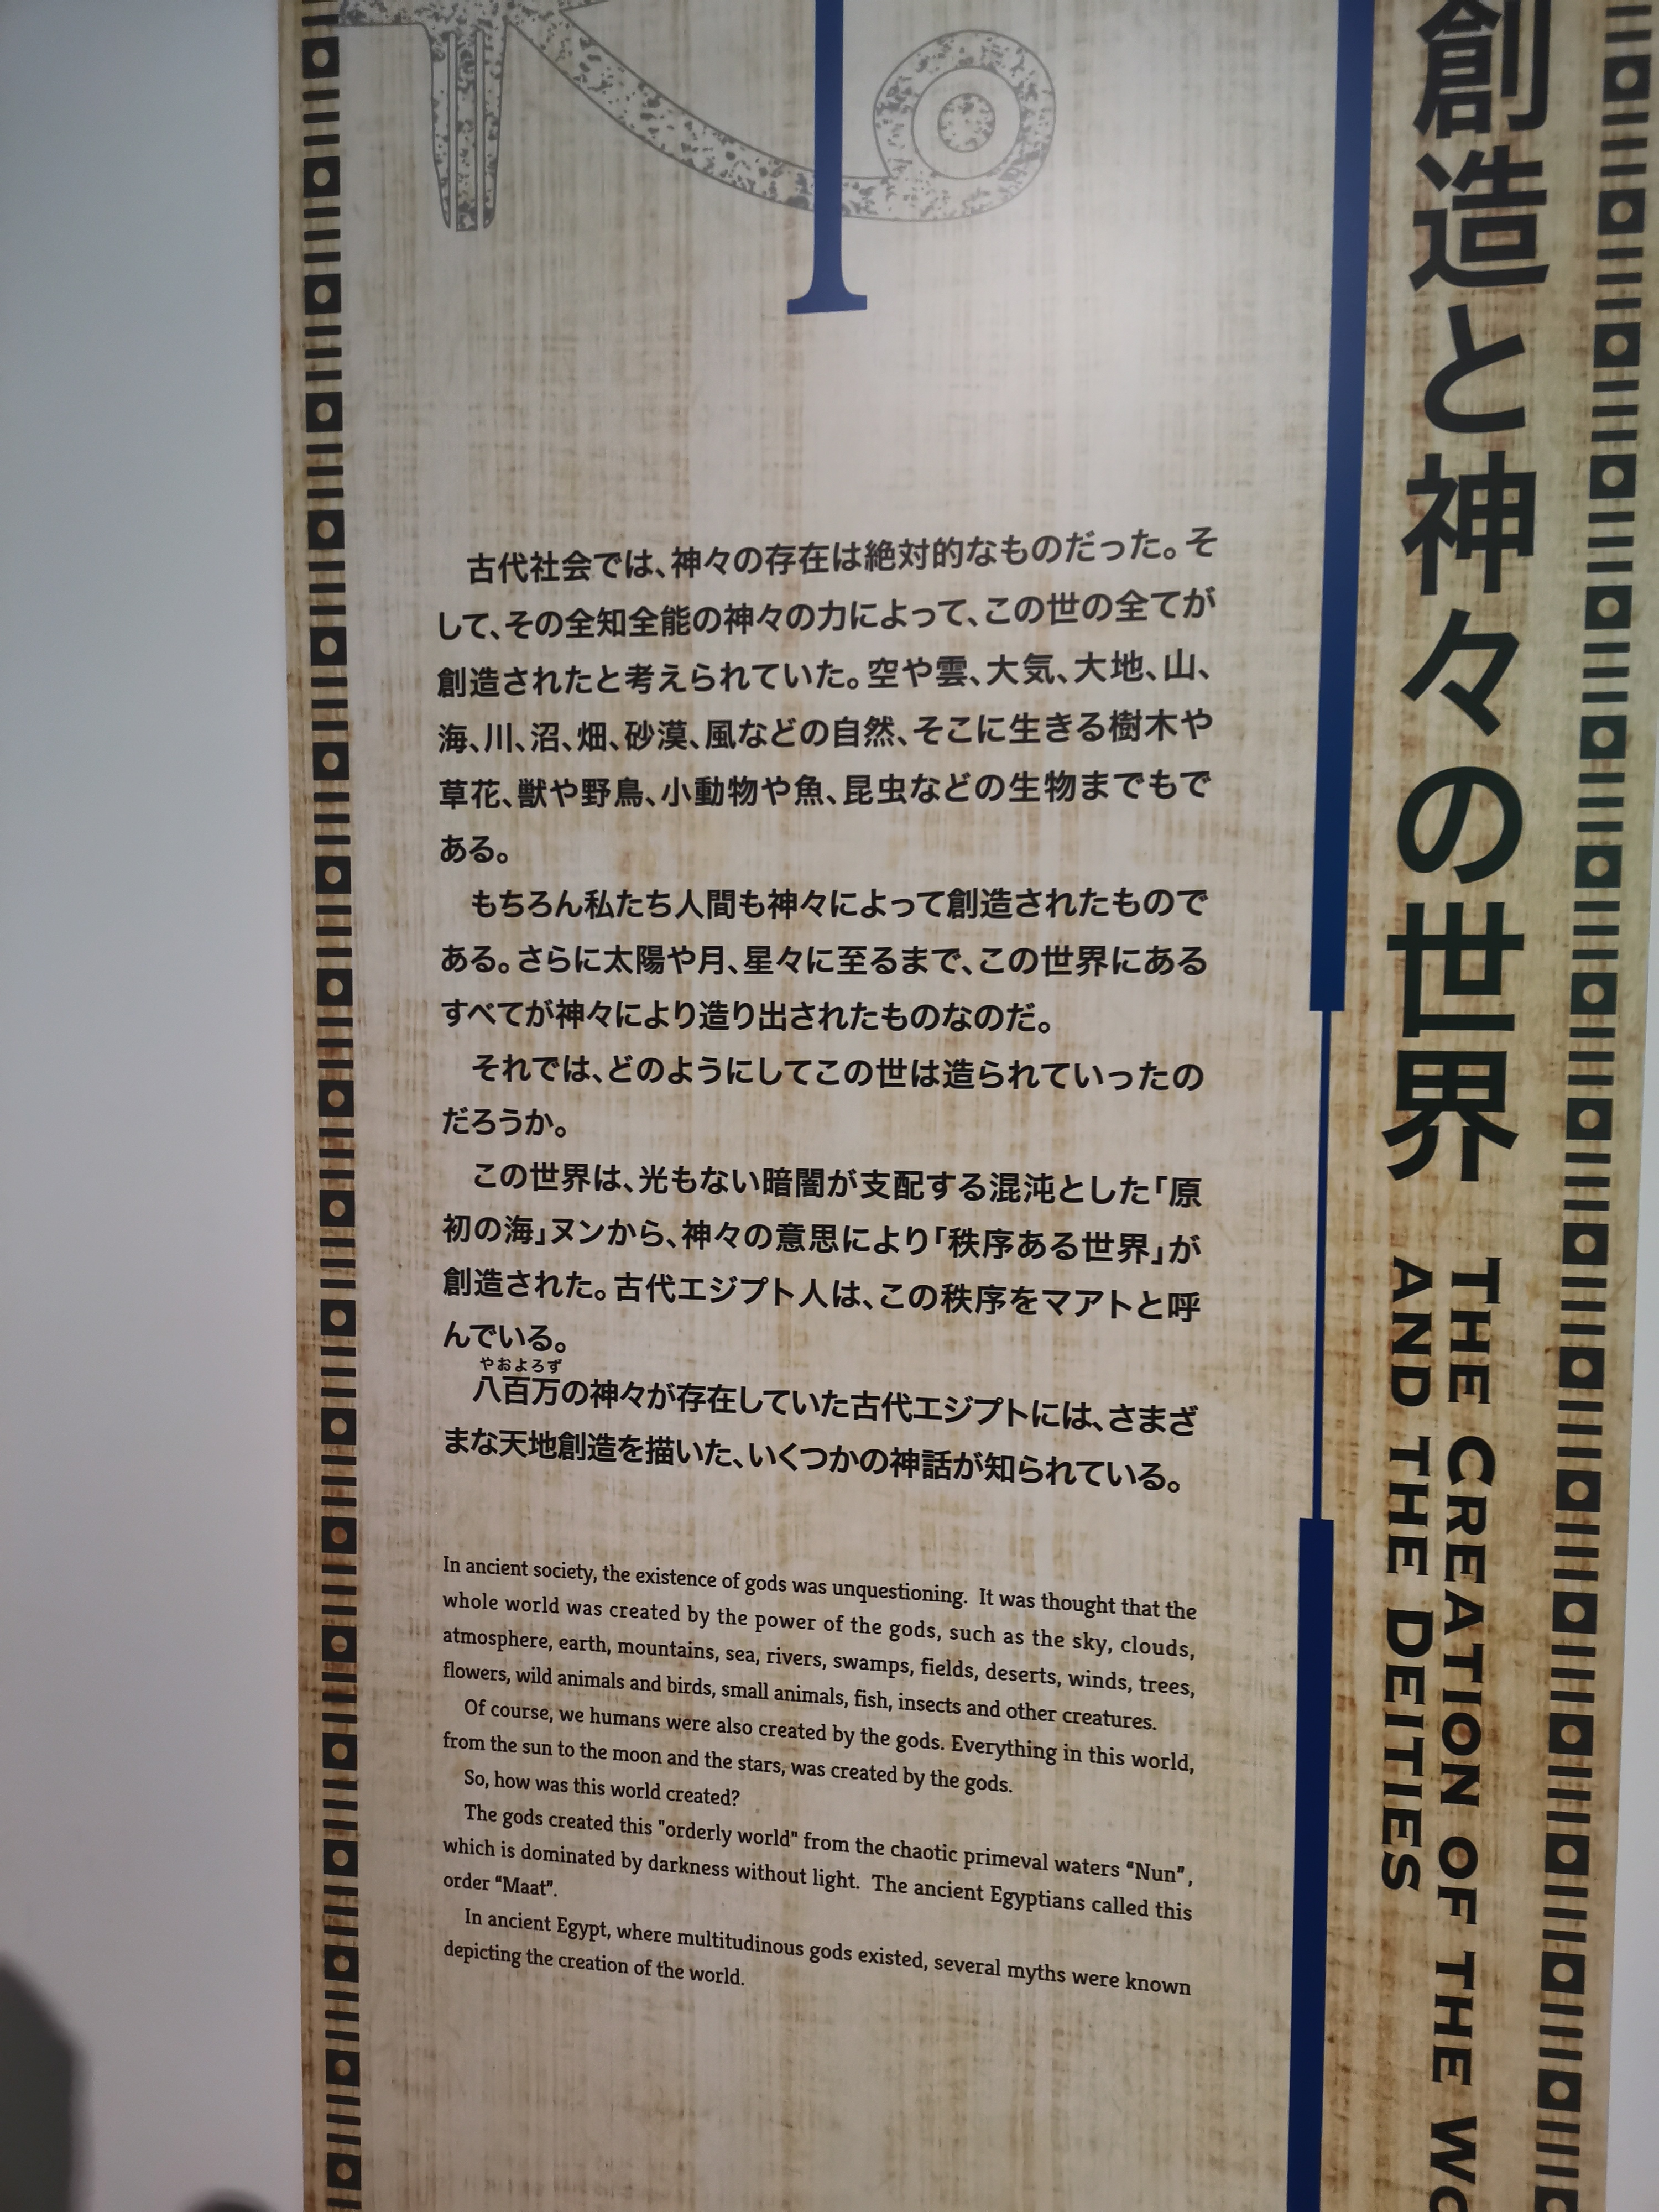 創造と神々の世界
THE CREATION OF THE
AND THE DEITIES
I
古代社会では、神々の存在は絶対的なものだった。そ
して、その全知全能の神々の力によって、この世の全てが
創造されたと考えられていた。空や雲、大気、大地、山、
海、川、沼、畑、砂漠、風などの自然、そこに生きる樹木や
草花、獣や野鳥、小動物や魚、昆虫などの生物までもで
ある。
もちろん私たち人間も神々によって創造されたもので
ある。さらに太陽や月、星々に至るまで、この世界にある
すべてが神々により造り出されたものなのだ。
それでは、どのようにしてこの世は造られていったの
だろうか。
この世界は、光もない暗闇が支配する混沌とした「原
初の海」ヌンから、神々の意思により「秩序ある世界」が
創造された。古代エジプト人は、この秩序をマアトと呼
んでいる。
やおよろず
八百万の神々が存在していた古代エジプトには、さまざ
まな天地創造を描いた、いくつかの神話が知られている。
In ancient society, the existence of gods was unquestioning. It was thought that the
whole world was created by the power of the gods, such as the sky, clouds,
atmosphere, earth, mountains, sea, rivers, swamps, fields, deserts, winds, trees,
flowers, wild animals and birds, small animals, fish, insects and other creatures.
Of course, we humans were also created by the gods. Everything in this world,
from the sun to the moon and the stars, was created by the gods.
So, how was this world created?
The gods created this "orderly world" from the chaotic primeval waters “Nun”,
which is dominated by darkness without light. The ancient Egyptians called this
order “Maat”.
In ancient Egypt, where multitudinous gods existed, several myths were known
depicting the creation of the world.